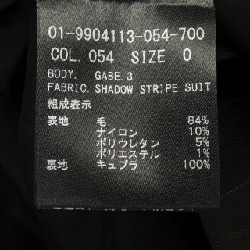 01-9904113-054-700
COL. 054 SIZE 0
BODY. GABE.3
FABRIC. SHADOW STRIPE SUIT
組成表示
表地 毛 84%
ナイロン 10%
ポリウレタン 5%
ポリエステル 1%
裏地 キュプラ 100%